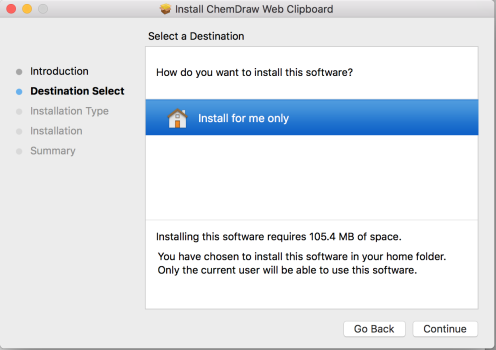 Install ChemDraw Web Clipboard
Select a Destination
Introduction
Destination Select
Installation Type
Installation
Summary
How do you want to install this software?
Install for me only
Installing this software requires 105.4 MB of space.
You have chosen to install this software in your home folder.
Only the current user will be able to use this software.
Go Back
Continue